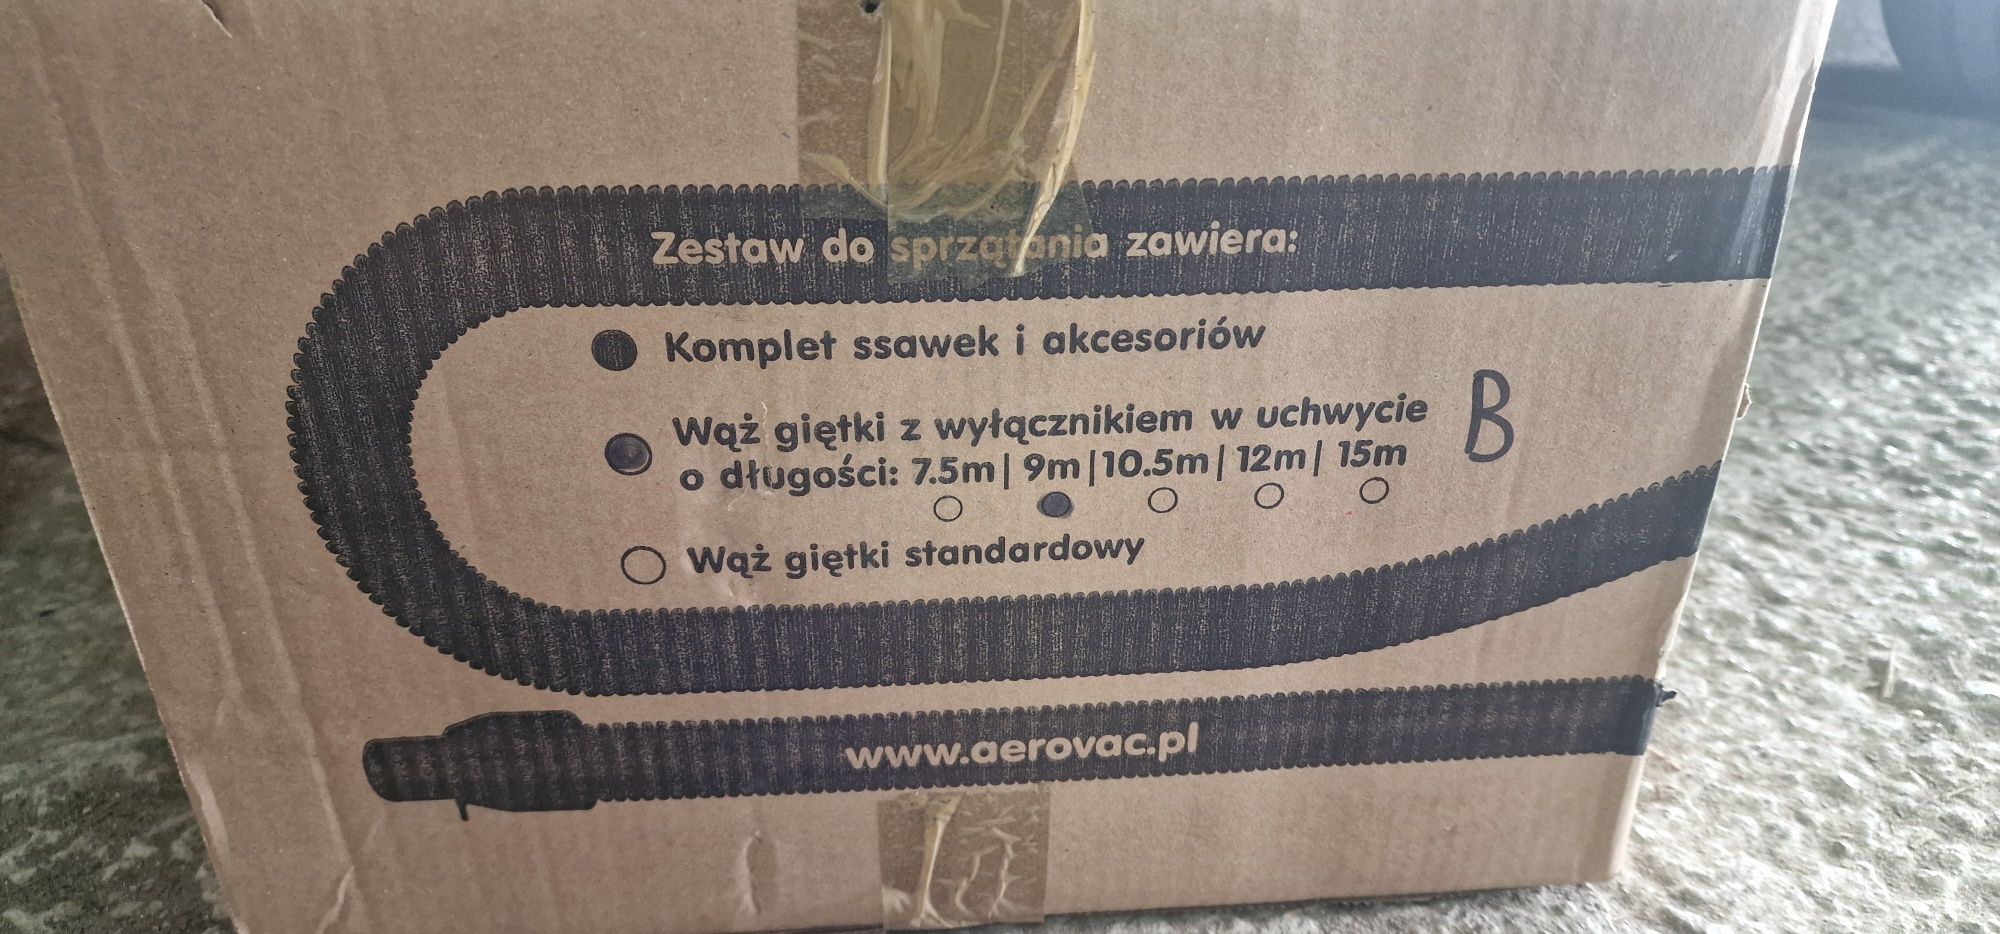 Zestaw do sprzątania zawiera:
Komplet ssawek i akcesoriów
Wąż giętki z wyłącznikiem w uchwycie
o długości: 7.5m| 9m|10.5m| 12m| 15m
B
Wąż giętki standardowy
www.aerovac.pl